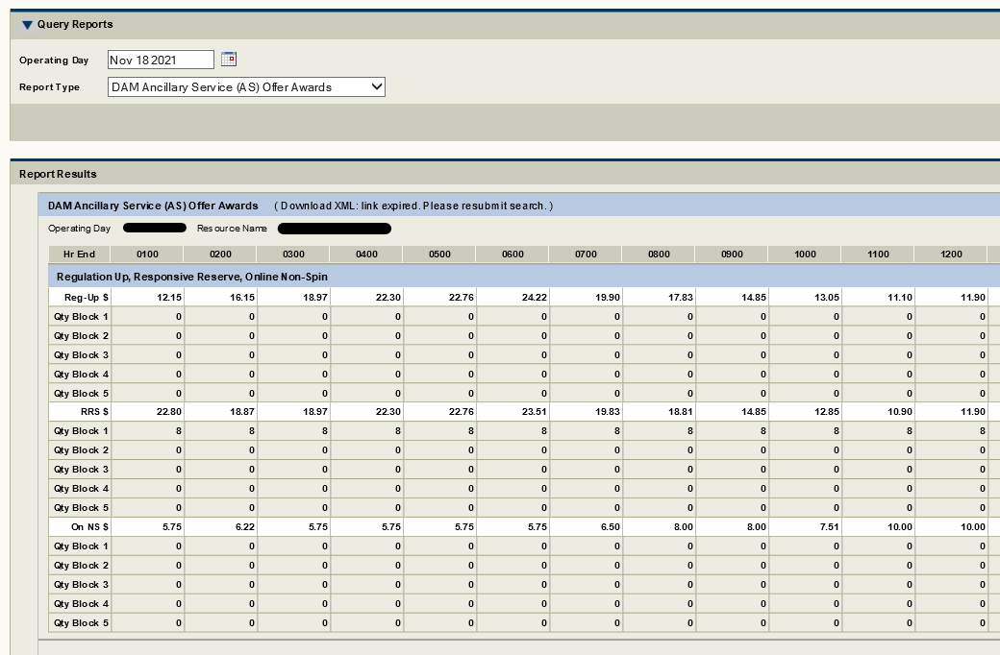 Query Reports
Operating Day Nov 18 2021
Report Type DAM Ancillary Service (AS) Offer Awards
Report Results
DAM Ancillary Service (AS) Offer Awards ( Download XML: link expired. Please resubmit search. )
Operating Day Resource Name
Hr End 0100 0200 0300 0400 0500 0600 0700 0800 0900 1000 1100 1200
Regulation Up, Responsive Reserve, Online Non-Spin
Reg-Up $ 12.15 16.15 18.97 22.30 22.76 24.22 19.90 17.83 14.85 13.05 11.10 11.90
Qty Block 1 0 0 0 0 0 0 0 0 0 0 0 0
Qty Block 2 0 0 0 0 0 0 0 0 0 0 0 0
Qty Block 3 0 0 0 0 0 0 0 0 0 0 0 0
Qty Block 4 0 0 0 0 0 0 0 0 0 0 0 0
Qty Block 5 0 0 0 0 0 0 0 0 0 0 0 0
RRS $ 22.80 18.87 18.97 22.30 22.76 23.51 19.83 18.81 14.85 12.85 10.90 11.90
Qty Block 1 8 8 8 8 8 8 8 8 8 8 8 8
Qty Block 2 0 0 0 0 0 0 0 0 0 0 0 0
Qty Block 3 0 0 0 0 0 0 0 0 0 0 0 0
Qty Block 4 0 0 0 0 0 0 0 0 0 0 0 0
Qty Block 5 0 0 0 0 0 0 0 0 0 0 0 0
On NS $ 5.75 6.22 5.75 5.75 5.75 5.75 6.50 8.00 8.00 7.51 10.00 10.00
Qty Block 1 0 0 0 0 0 0 0 0 0 0 0 0
Qty Block 2 0 0 0 0 0 0 0 0 0 0 0 0
Qty Block 3 0 0 0 0 0 0 0 0 0 0 0 0
Qty Block 4 0 0 0 0 0 0 0 0 0 0 0 0
Qty Block 5 0 0 0 0 0 0 0 0 0 0 0 0